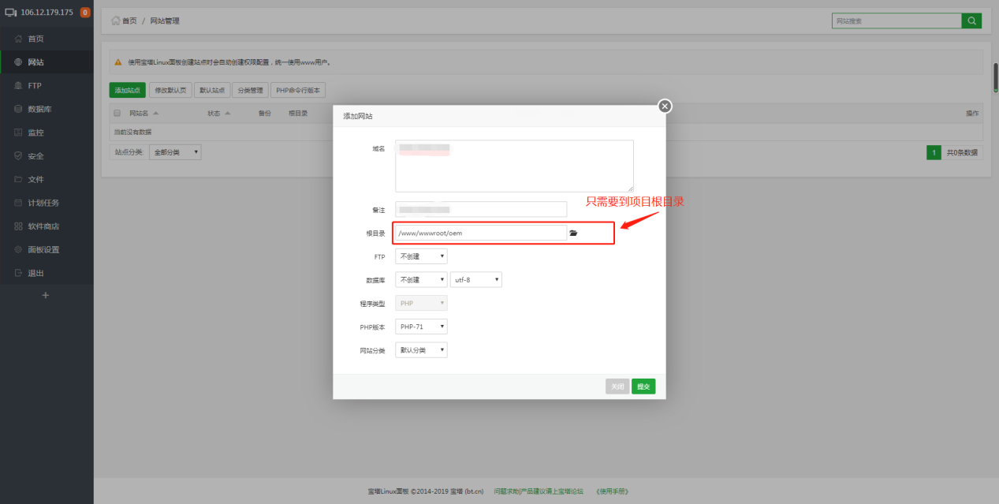 106.12.179.175 0
首页
网站
FTP
数据库
监控
安全
文件
计划任务
软件商店
面板设置
退出
+
首页 / 网站管理
网站搜索
使用宝塔Linux面板创建站点时会自动创建权限配置，统一使用www用户。
添加站点 修改默认页 默认站点 分类管理 PHP命令行版本
网站名 状态 备份 根目录 操作
当前没有数据
站点分类: 全部分类
1 共0条数据
添加网站
域名
备注
只需要到项目根目录
根目录 /www/wwwroot/oem
FTP 不创建
数据库 不创建 utf-8
程序类型 PHP
PHP版本 PHP-71
网站分类 默认分类
关闭 提交
宝塔Linux面板 ©2014-2019 宝塔 (bt.cn) 问题求助|产品建议请上宝塔论坛 《使用手册》